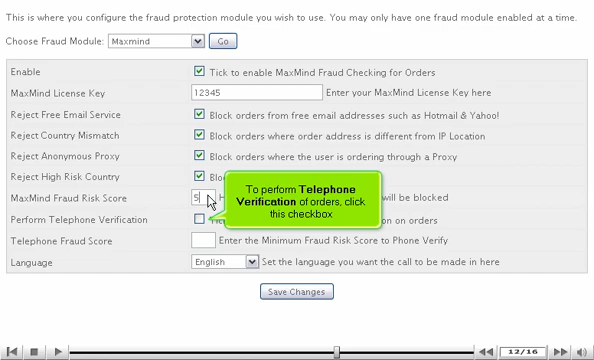 This is where you configure the fraud protection module you wish to use. You may only have one fraud module enabled at a time.
Choose Fraud Module: Maxmind Go
Enable Tick to enable MaxMind Fraud Checking for Orders
MaxMind License Key 12345 Enter your MaxMind License Key here
Reject Free Email Service Block orders from free email addresses such as Hotmail & Yahoo!
Reject Country Mismatch Block orders where order address is different from IP Location
Reject Anonymous Proxy Block orders where the user is ordering through a Proxy
Reject High Risk Country
MaxMind Fraud Risk Score 5 will be blocked
To perform Telephone
Verification of orders, click
this checkbox
Perform Telephone Verification on orders
Telephone Fraud Score Enter the Minimum Fraud Risk Score to Phone Verify
Language English Set the language you want the call to be made in here
Save Changes
12/16